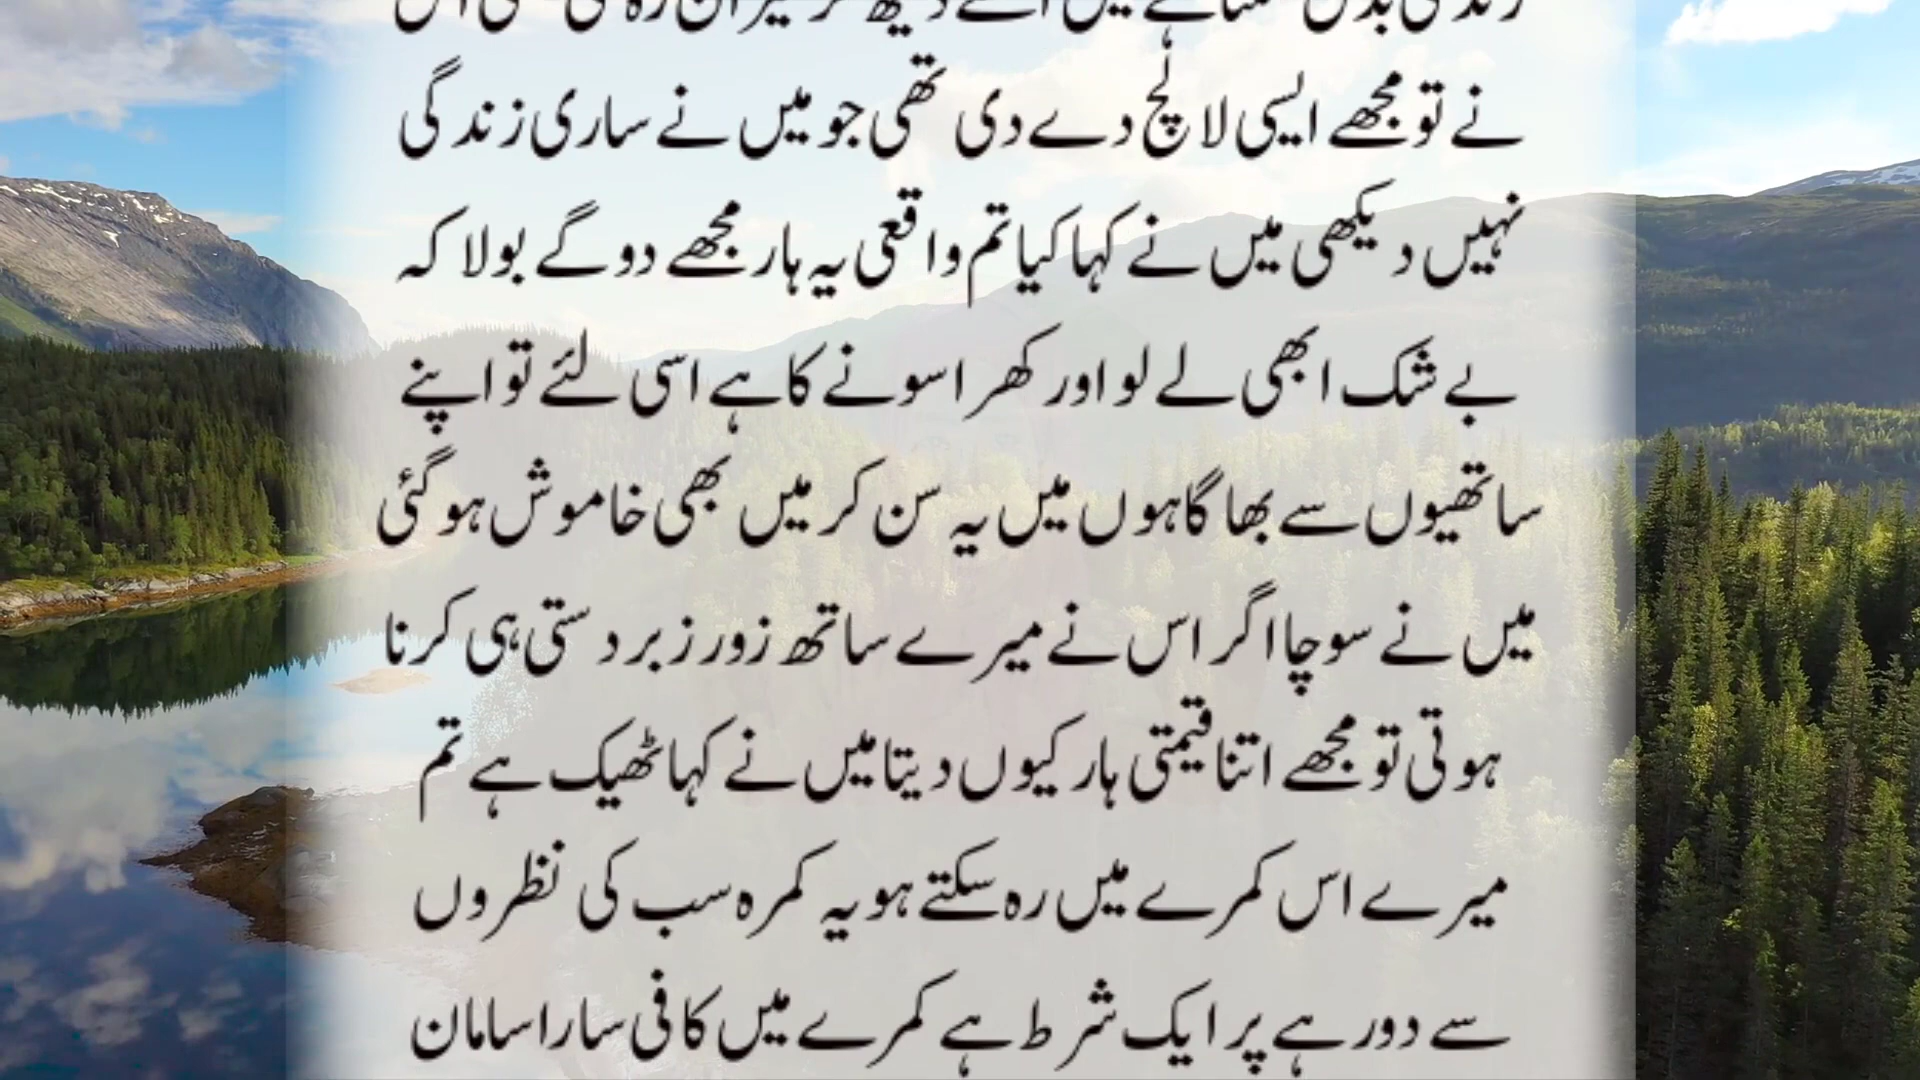 نے تو مجھے ایسی لالچ دے دی تھی جو میں نے ساری زندگی
نہیں دیکھی میں نے کہا کیا تم واقعی یہ ہار مجھے دو گے بولا کہ
بے شک ابھی لے لو اور کھرا سونے کا ہے اسی لئے تو اپنے
ساتھیوں سے بھاگا ہوں میں یہ سن کر میں بھی خاموش ہو گئی
میں نے سوچا اگر اس نے میرے ساتھ زور زبردستی ہی کرنا
ہوتی تو مجھے اتنا قیمتی ہار کیوں دیتا میں نے کہا ٹھیک ہے تم
میرے اس کمرے میں رہ سکتے ہو یہ کمرہ سب کی نظروں
سے دور ہے پر ایک شرط ہے کمرے میں کافی سارا سامان